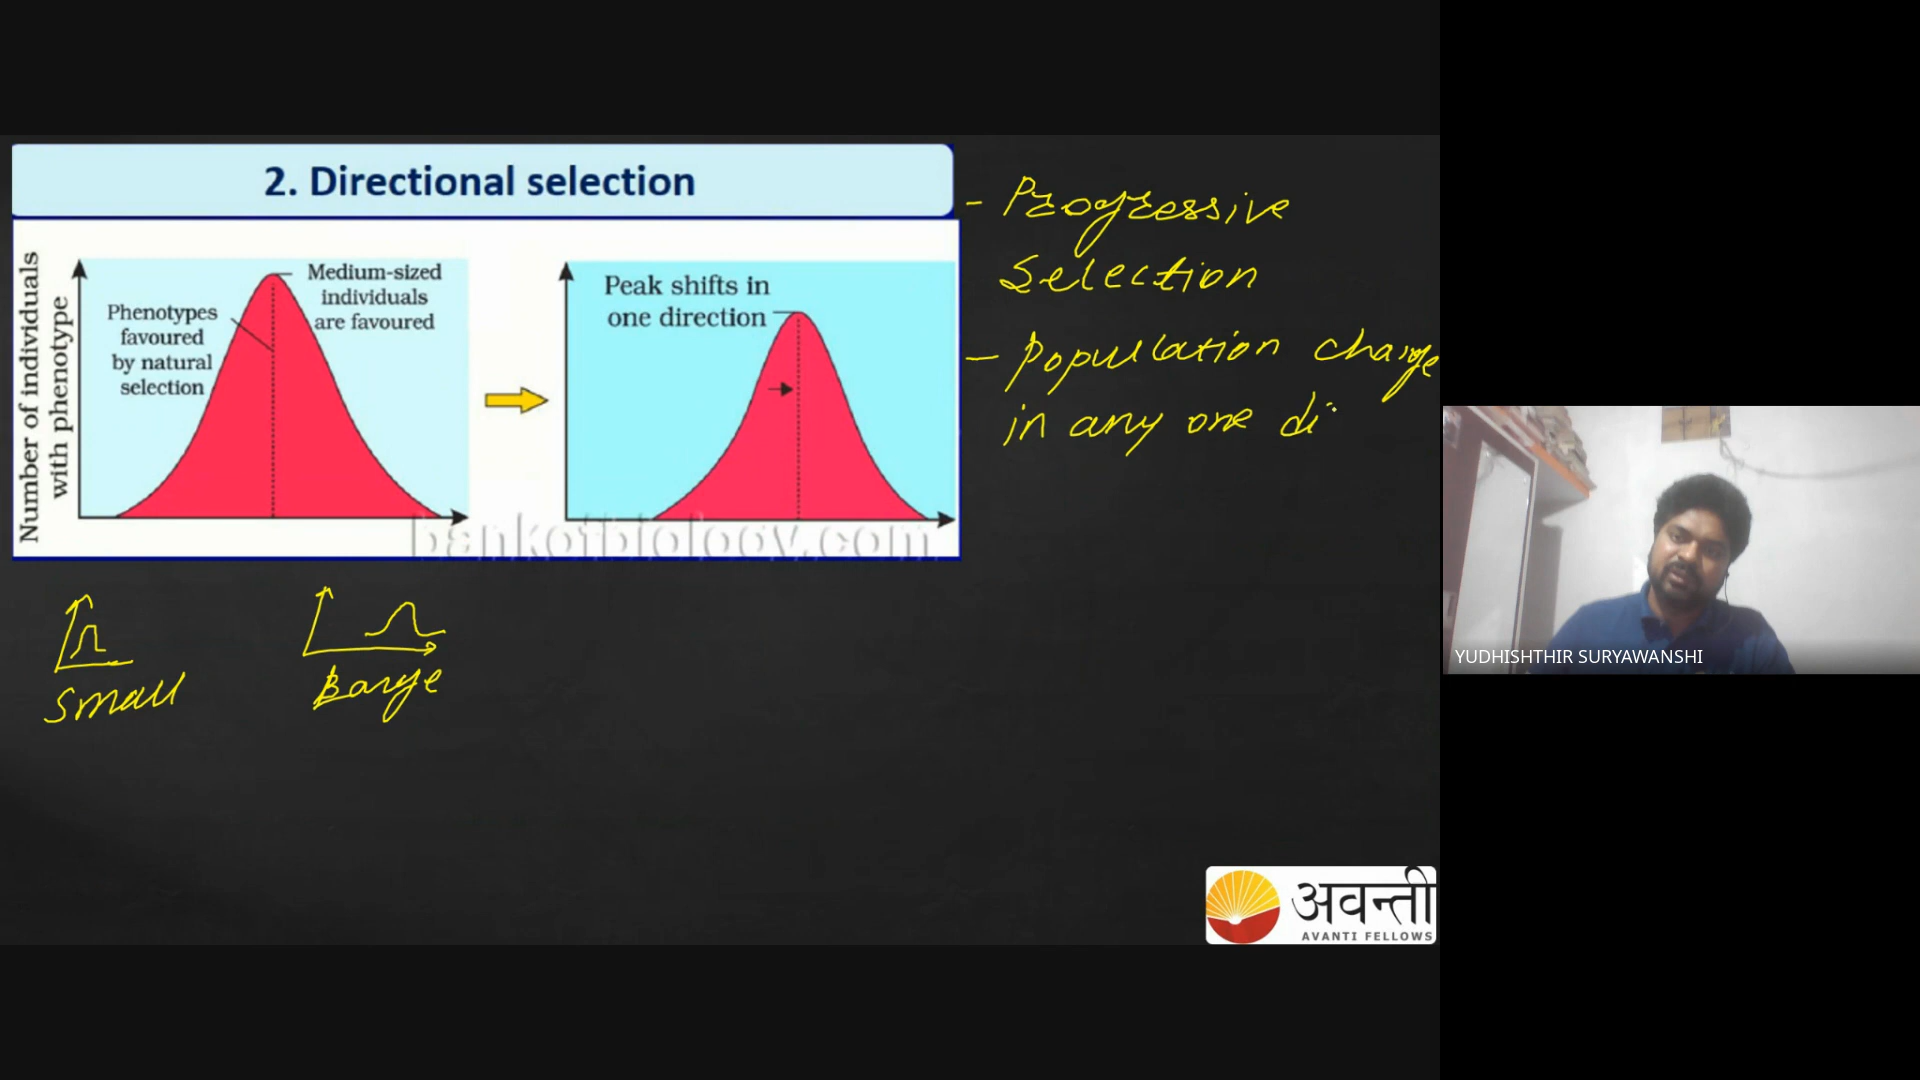 2. Directional selection
Number of individuals
with phenotype
Phenotypes
favoured
by natural
selection
Medium-sized
individuals
are favoured
Peak shifts in
one direction
bankofbiology.com
- Progressive
Selection
- Population change
in any one di
small
Large
YUDHISHTHIR SURYAWANSHI
अवन्ती
AVANTI FELLOWS